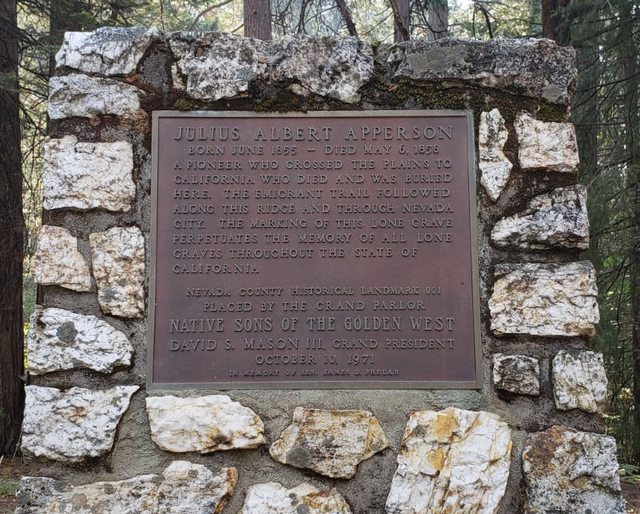 JULIUS ALBERT APPERSON
BORN JUNE 1855 — DIED MAY 6, 1858
A PIONEER WHO CROSSED THE PLAINS TO
CALIFORNIA WHO DIED AND WAS BURIED
HERE. THE EMIGRANT TRAIL FOLLOWED
ALONG THIS RIDGE AND THROUGH NEVADA
CITY. THE MARKING OF THIS LONE GRAVE
PERPETUATES THE MEMORY OF ALL LONE
GRAVES THROUGHOUT THE STATE OF
CALIFORNIA
NEVADA COUNTY HISTORICAL LANDMARK 001
PLACED BY THE GRAND PARLOR
NATIVE SONS OF THE GOLDEN WEST
DAVID S. MASON III, GRAND PRESIDENT
OCTOBER 10, 1971
IN MEMORY OF SEN. JAMES D. PHELAN